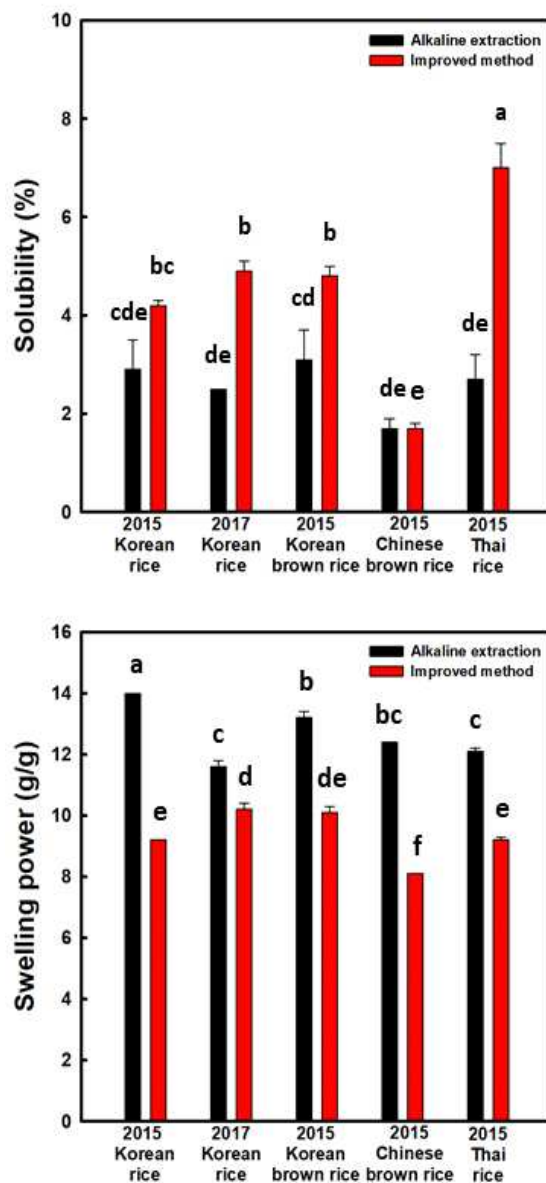 10
8
6
4
2
0
Solubility (%)
Alkaline extraction
Improved method
cde
bc
de
b
cd
b
de
e
de
a
2015 2017 2015 2015 2015
Korean Korean Korean Chinese Thai
rice rice brown rice brown rice rice
16
14
12
10
8
6
4
2
0
Swelling power (g/g)
Alkaline extraction
Improved method
a
e
c
d
b
de
bc
f
c
e
2015 2017 2015 2015 2015
Korean Korean Korean Chinese Thai
rice rice brown rice brown rice rice